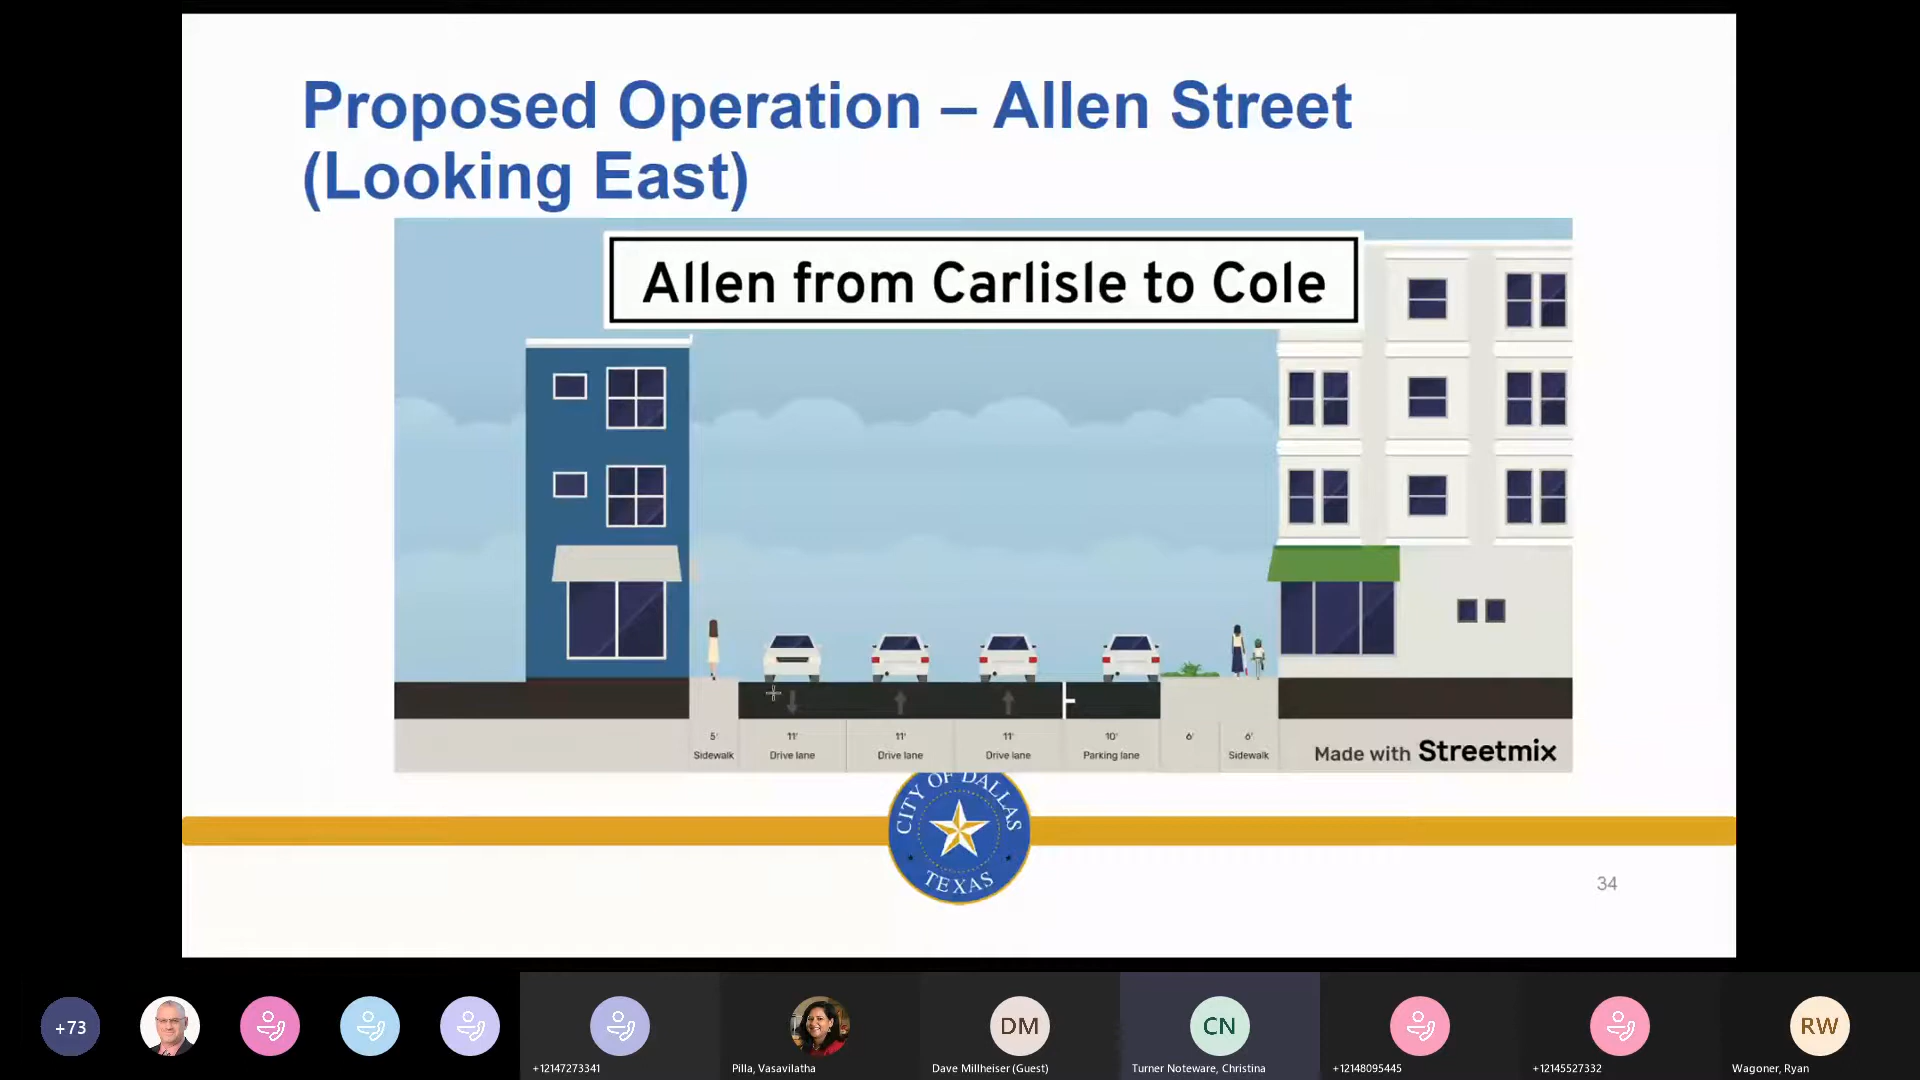 Proposed Operation – Allen Street
(Looking East)
Allen from Carlisle to Cole
5' 11' 11' 11' 10' 6' 6'
Sidewalk Drive lane Drive lane Drive lane Parking lane Sidewalk
Made with Streetmix
CITY OF DALLAS
TEXAS
34
+73
DM
CN
RW
+12147273341
Pilla, Vasavilatha
Dave Millheiser (Guest)
Turner Noteware, Christina
+12148095445
+12145527332
Wagoner, Ryan